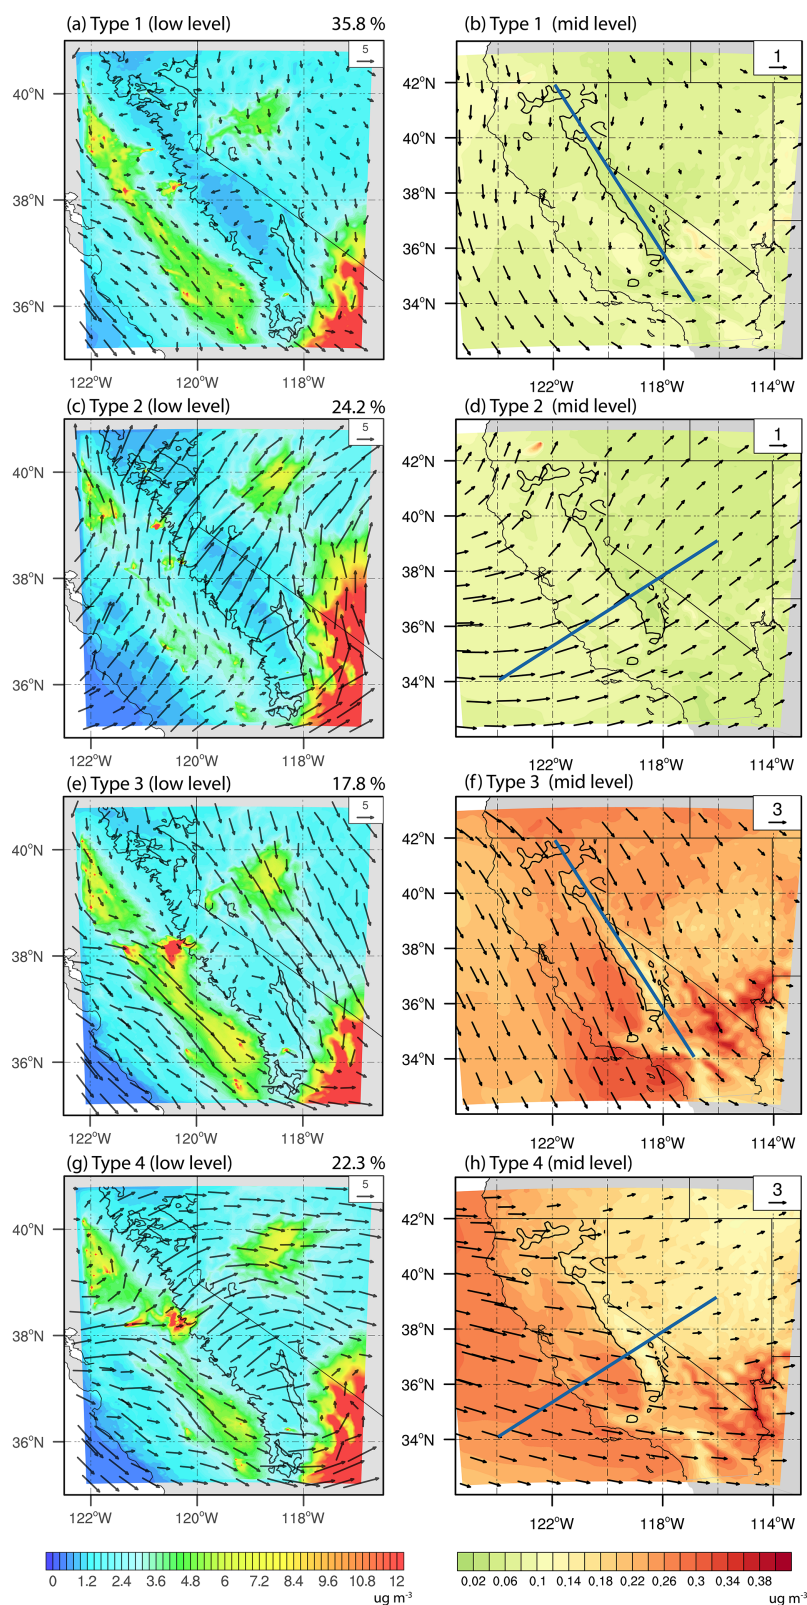 (a) Type 1 (low level) 35.8 %
5
40°N
38°N
36°N
122°W 120°W 118°W
(b) Type 1 (mid level)
1
42°N
40°N
38°N
36°N
34°N
122°W 118°W 114°W
(c) Type 2 (low level) 24.2 %
5
40°N
38°N
36°N
122°W 120°W 118°W
(d) Type 2 (mid level)
1
42°N
40°N
38°N
36°N
34°N
122°W 118°W 114°W
(e) Type 3 (low level) 17.8 %
5
40°N
38°N
36°N
122°W 120°W 118°W
(f) Type 3 (mid level)
3
42°N
40°N
38°N
36°N
34°N
122°W 118°W 114°W
(g) Type 4 (low level) 22.3 %
5
40°N
38°N
36°N
122°W 120°W 118°W
(h) Type 4 (mid level)
3
42°N
40°N
38°N
36°N
34°N
122°W 118°W 114°W
0 1.2 2.4 3.6 4.8 6 7.2 8.4 9.6 10.8 12
ug m⁻³
0.02 0.06 0.1 0.14 0.18 0.22 0.26 0.3 0.34 0.38
ug m⁻³